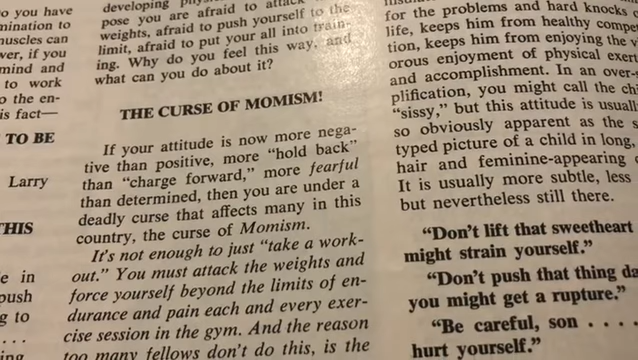 o you have
mination to
nuscles can
ver, if you
mind and
to work
o the en-
is fact—
TO BE
Larry
THIS
le in
push
g to
. . . .
ing
developing
pose you are afraid to attack
weights, afraid to push yourself to the
limit, afraid to put your all into train-
ing. Why do you feel this way, and
what can you do about it?
THE CURSE OF MOMISM!
If your attitude is now more nega-
tive than positive, more “hold back”
than “charge forward,” more fearful
than determined, then you are under a
deadly curse that affects many in this
country, the curse of Momism.
It's not enough to just “take a work-
out.” You must attack the weights and
force yourself beyond the limits of en-
durance and pain each and every exer-
cise session in the gym. And the reason
too many fellows don't do this, is the
for the problems and hard knocks o
life, keeps him from healthy compe
tion, keeps him from enjoying the v
orous enjoyment of physical exert
and accomplishment. In an over-
plification, you might call the chi
“sissy,” but this attitude is usuall
so obviously apparent as the s
typed picture of a child in long,
hair and feminine-appearing
It is usually more subtle, less
but nevertheless still there.
“Don't lift that sweetheart
might strain yourself.”
“Don't push that thing da
you might get a rupture.”
“Be careful, son . . . .
hurt yourself.”